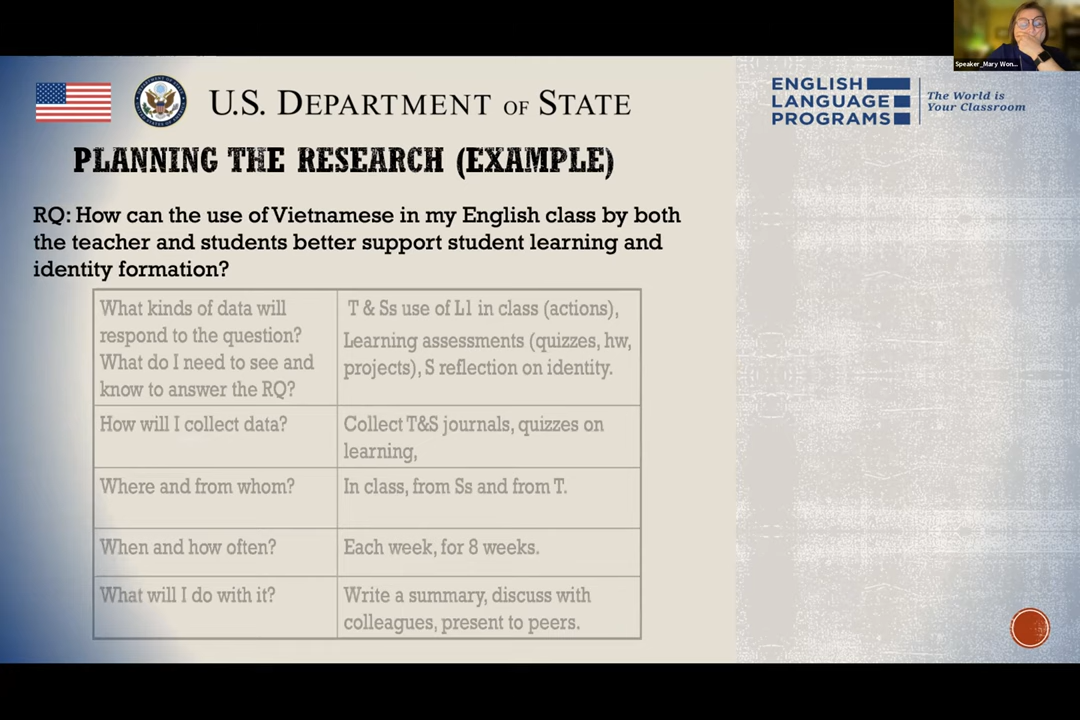 Speaker_Mary Won...
U.S. DEPARTMENT OF STATE
ENGLISH
LANGUAGE
PROGRAMS
The World is
Your Classroom
PLANNING THE RESEARCH (EXAMPLE)
RQ: How can the use of Vietnamese in my English class by both
the teacher and students better support student learning and
identity formation?
What kinds of data will
respond to the question?
What do I need to see and
know to answer the RQ?
T & Ss use of L1 in class (actions),
Learning assessments (quizzes, hw,
projects), S reflection on identity.
How will I collect data?
Collect T&S journals, quizzes on
learning,
Where and from whom?
In class, from Ss and from T.
When and how often?
Each week, for 8 weeks.
What will I do with it?
Write a summary, discuss with
colleagues, present to peers.